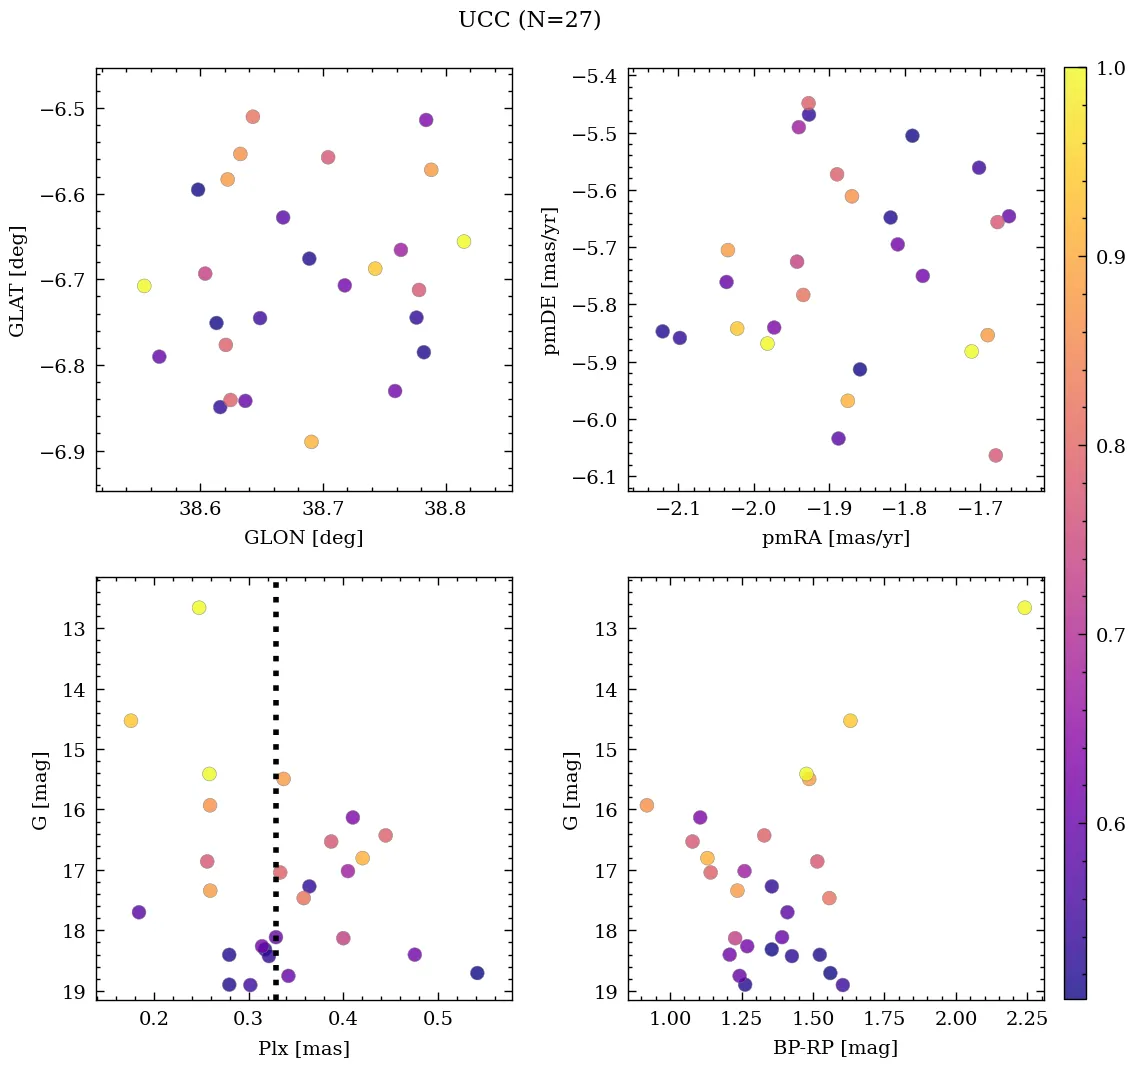 UCC (N=27)
−6.5
−6.6
−6.7
−6.8
−6.9
GLAT [deg]
38.6 38.7 38.8
GLON [deg]
−5.4
−5.5
−5.6
−5.7
−5.8
−5.9
−6.0
−6.1
pmDE [mas/yr]
−2.1 −2.0 −1.9 −1.8 −1.7
pmRA [mas/yr]
13
14
15
16
17
18
19
G [mag]
0.2 0.3 0.4 0.5
Plx [mas]
13
14
15
16
17
18
19
G [mag]
1.00 1.25 1.50 1.75 2.00 2.25
BP-RP [mag]
1.0
0.9
0.8
0.7
0.6